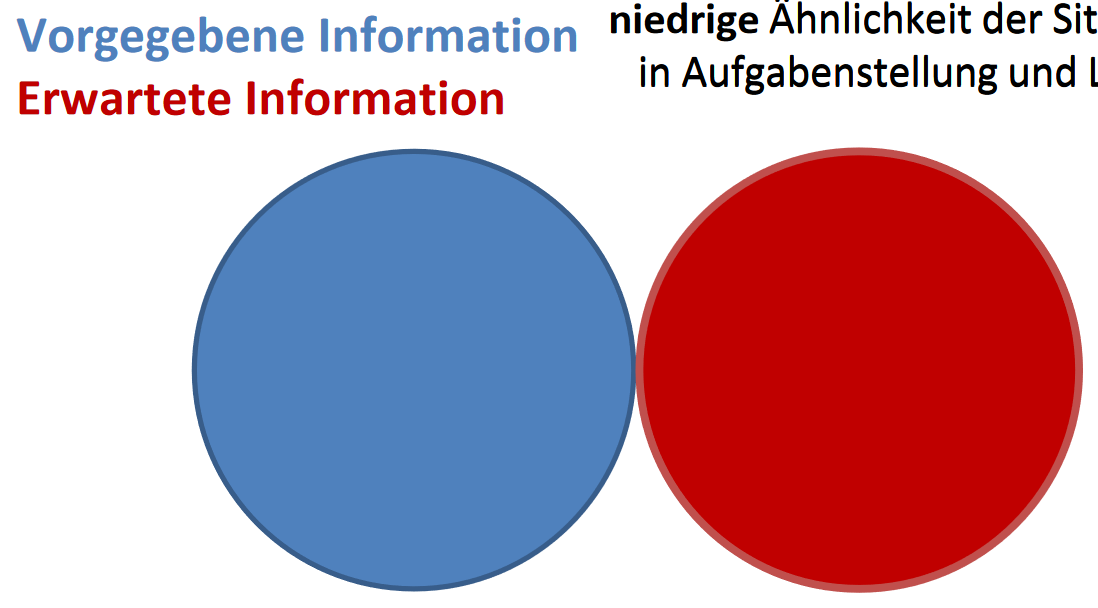 Vorgegebene Information
Erwartete Information
niedrige Ähnlichkeit der
in Aufgabenstellung und